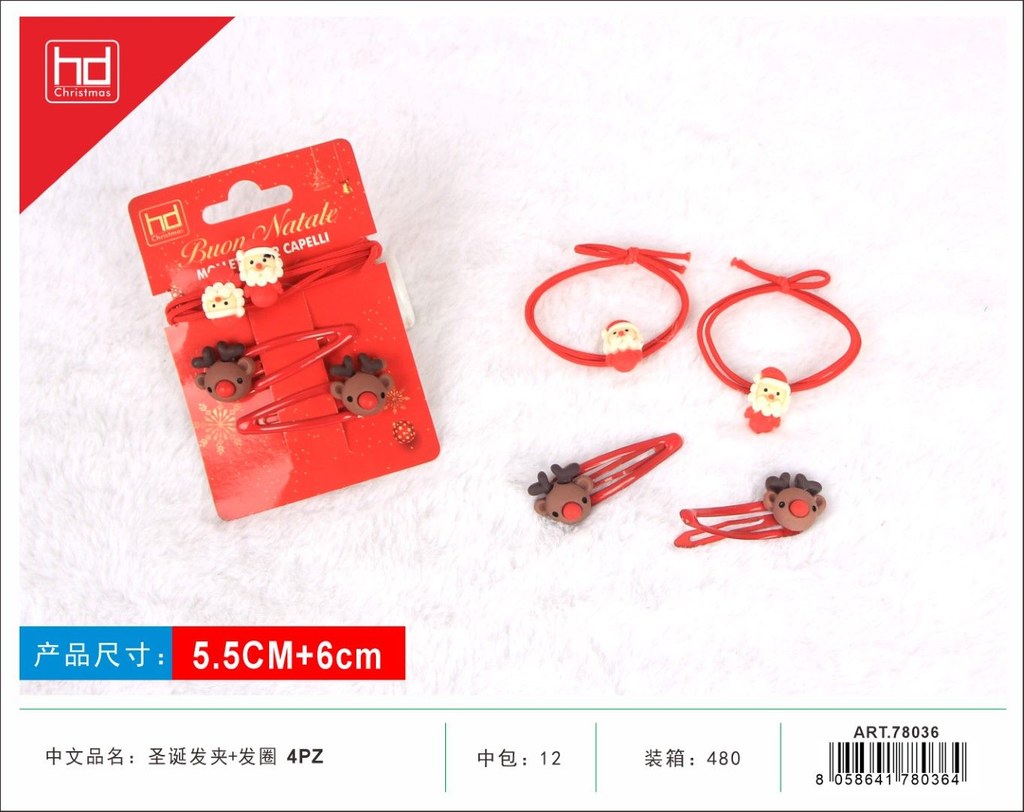 hd
Christmas
hd
Christmas
Buon Natale
CAPELLI
产品尺寸：5.5CM+6cm
中文品名：圣诞发夹+发圈 4PZ
中包：12
装箱：480
ART.78036
8 058641 780364